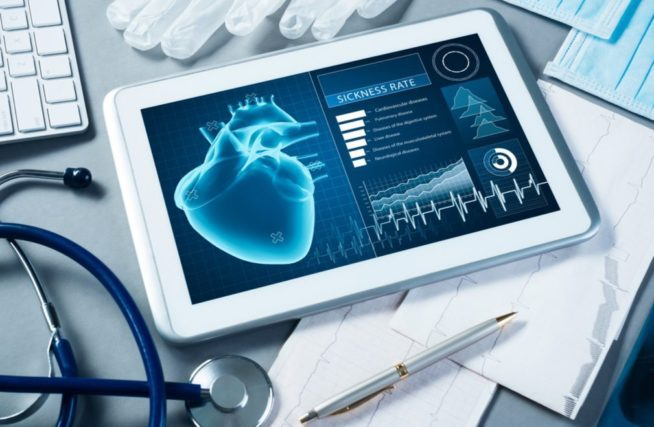 SICKNESS RATE
Cardiovascular diseases
Pulmonary disease
Diseases of the digestive system
Liver disease
Diseases of the musculoskeletal system
Neurological diseases